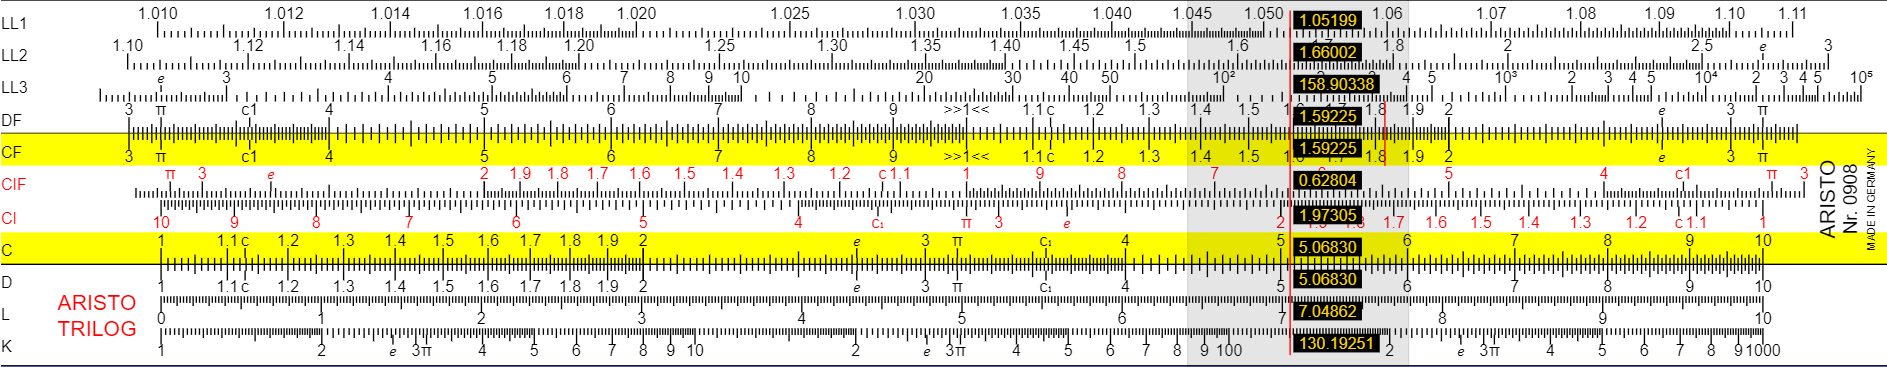 LL1 1.010 1.012 1.014 1.016 1.018 1.020 1.025 1.030 1.035 1.040 1.045 1.050 1.05199 1.06 1.07 1.08 1.09 1.10 1.11
LL2 1.10 1.12 1.14 1.16 1.18 1.20 1.25 1.30 1.35 1.40 1.45 1.5 1.6 1.66002 1.8 2 2.5 e 3
LL3 e 3 4 5 6 7 8 9 10 20 30 40 50 10² 158.90338 4 5 10³ 2 3 4 5 10⁴ 2 3 4 5 10⁵
DF 3 π c1 4 5 6 7 8 9 >>1<< 1.1 c 1.2 1.3 1.4 1.5 1.59225 1.8 1.9 2 e 3 π
CF 3 π c1 4 5 6 7 8 9 >>1<< 1.1 c 1.2 1.3 1.4 1.5 1.59225 1.8 1.9 2 e 3 π
CIF π 3 e 2 1.9 1.8 1.7 1.6 1.5 1.4 1.3 1.2 c 1.1 1 9 8 7 0.62804 5 4 c1 π 3
CI 10 9 8 7 6 5 4 c₁ π 3 e 2 1.97305 1.7 1.6 1.5 1.4 1.3 1.2 c 1.1 1
C 1 1.1 c 1.2 1.3 1.4 1.5 1.6 1.7 1.8 1.9 2 e 3 π c₁ 4 5 5.06830 6 7 8 9 10
D 1 1.1 c 1.2 1.3 1.4 1.5 1.6 1.7 1.8 1.9 2 e 3 π c₁ 4 5 5.06830 6 7 8 9 10
L 0 1 2 3 4 5 6 7 7.04862 8 9 10
K 1 2 e 3 π 4 5 6 7 8 9 10 2 e 3 π 4 5 6 7 8 9 100 130.19251 2 e 3 π 4 5 6 7 8 9 1000
ARISTO
TRILOG
ARISTO
Nr. 0908
MADE IN GERMANY